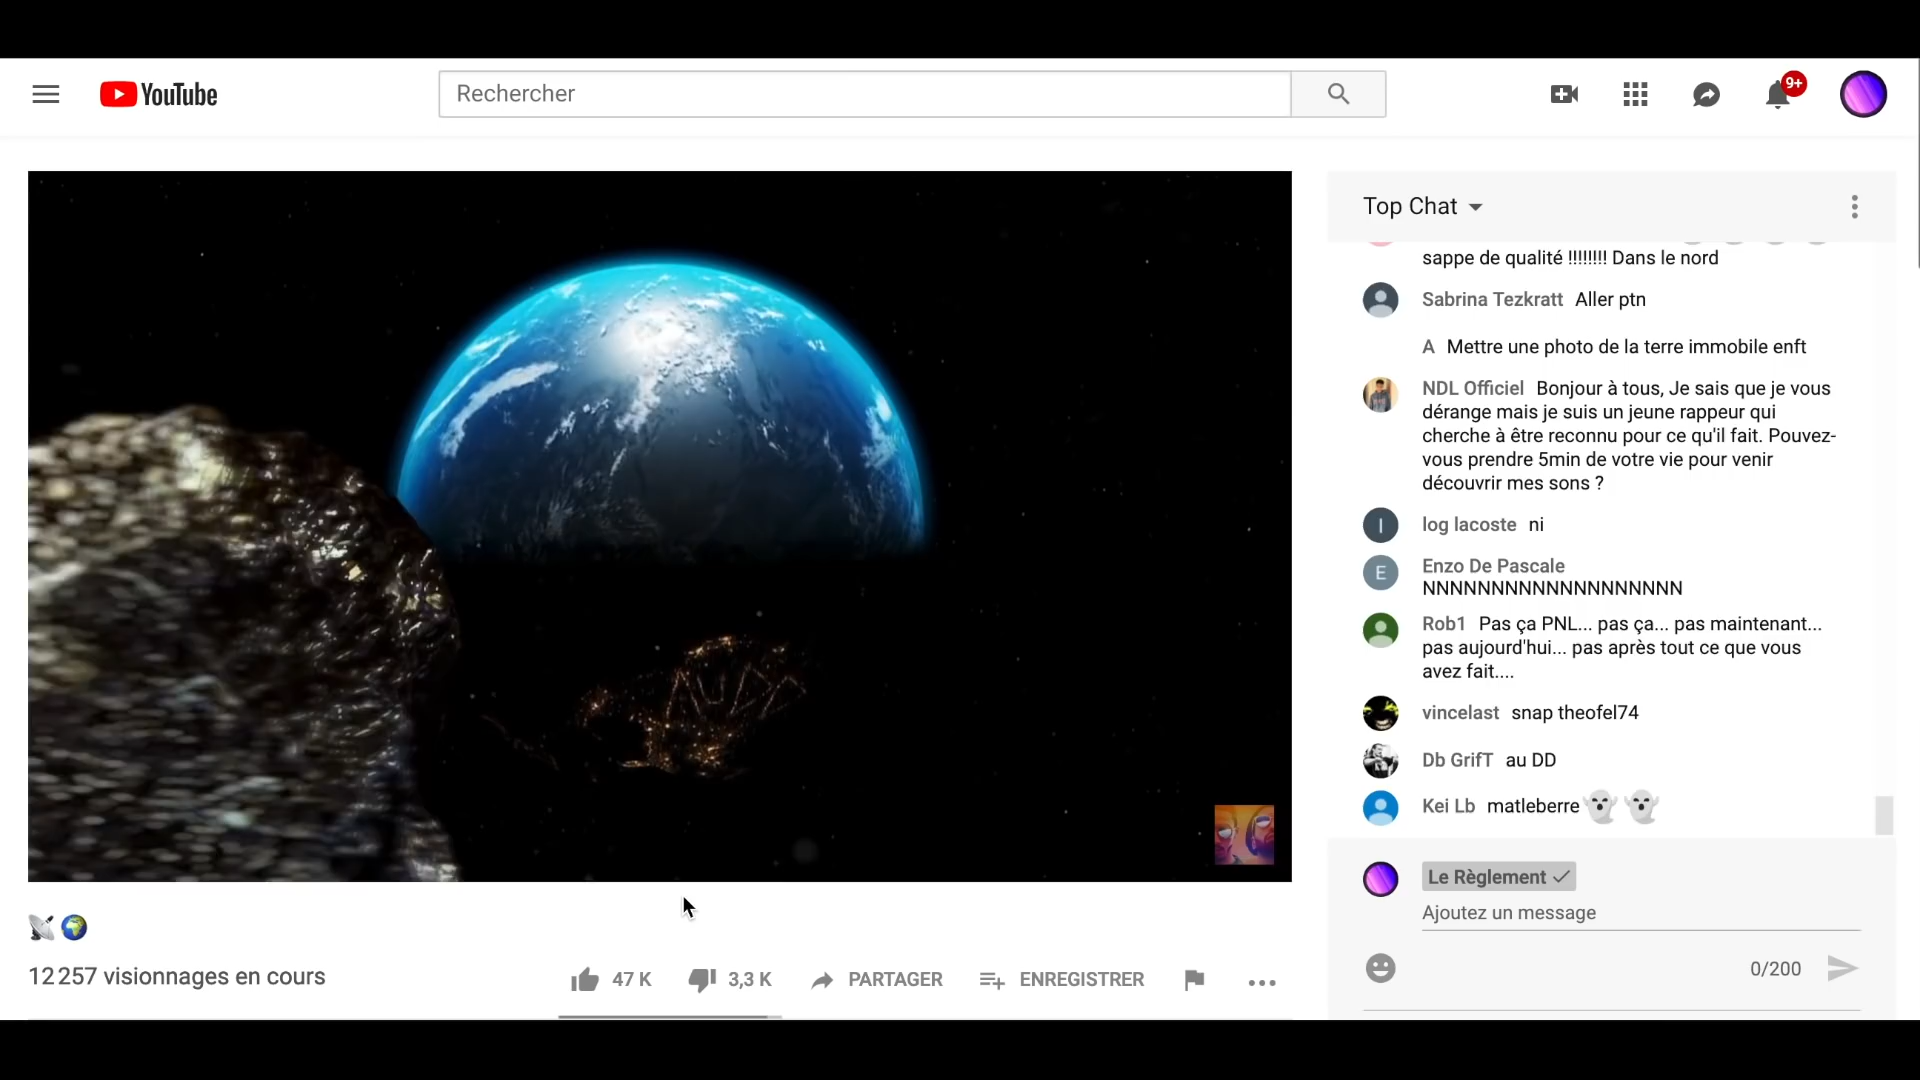 YouTube
Rechercher
9+
Top Chat
sappe de qualité !!!!!!!! Dans le nord
Sabrina Tezkratt Aller ptn
A Mettre une photo de la terre immobile enft
NDL Officiel Bonjour à tous, Je sais que je vous
dérange mais je suis un jeune rappeur qui
cherche à être reconnu pour ce qu'il fait. Pouvez-
vous prendre 5min de votre vie pour venir
découvrir mes sons ?
I
log lacoste ni
E
Enzo De Pascale
NNNNNNNNNNNNNNNNNNN
Rob1 Pas ça PNL... pas ça... pas maintenant...
pas aujourd'hui... pas après tout ce que vous
avez fait....
vincelast snap theofel74
Db GrifT au DD
Kei Lb matleberre
Le Règlement
Ajoutez un message
0/200
12 257 visionnages en cours
47 K
3,3 K
PARTAGER
ENREGISTRER